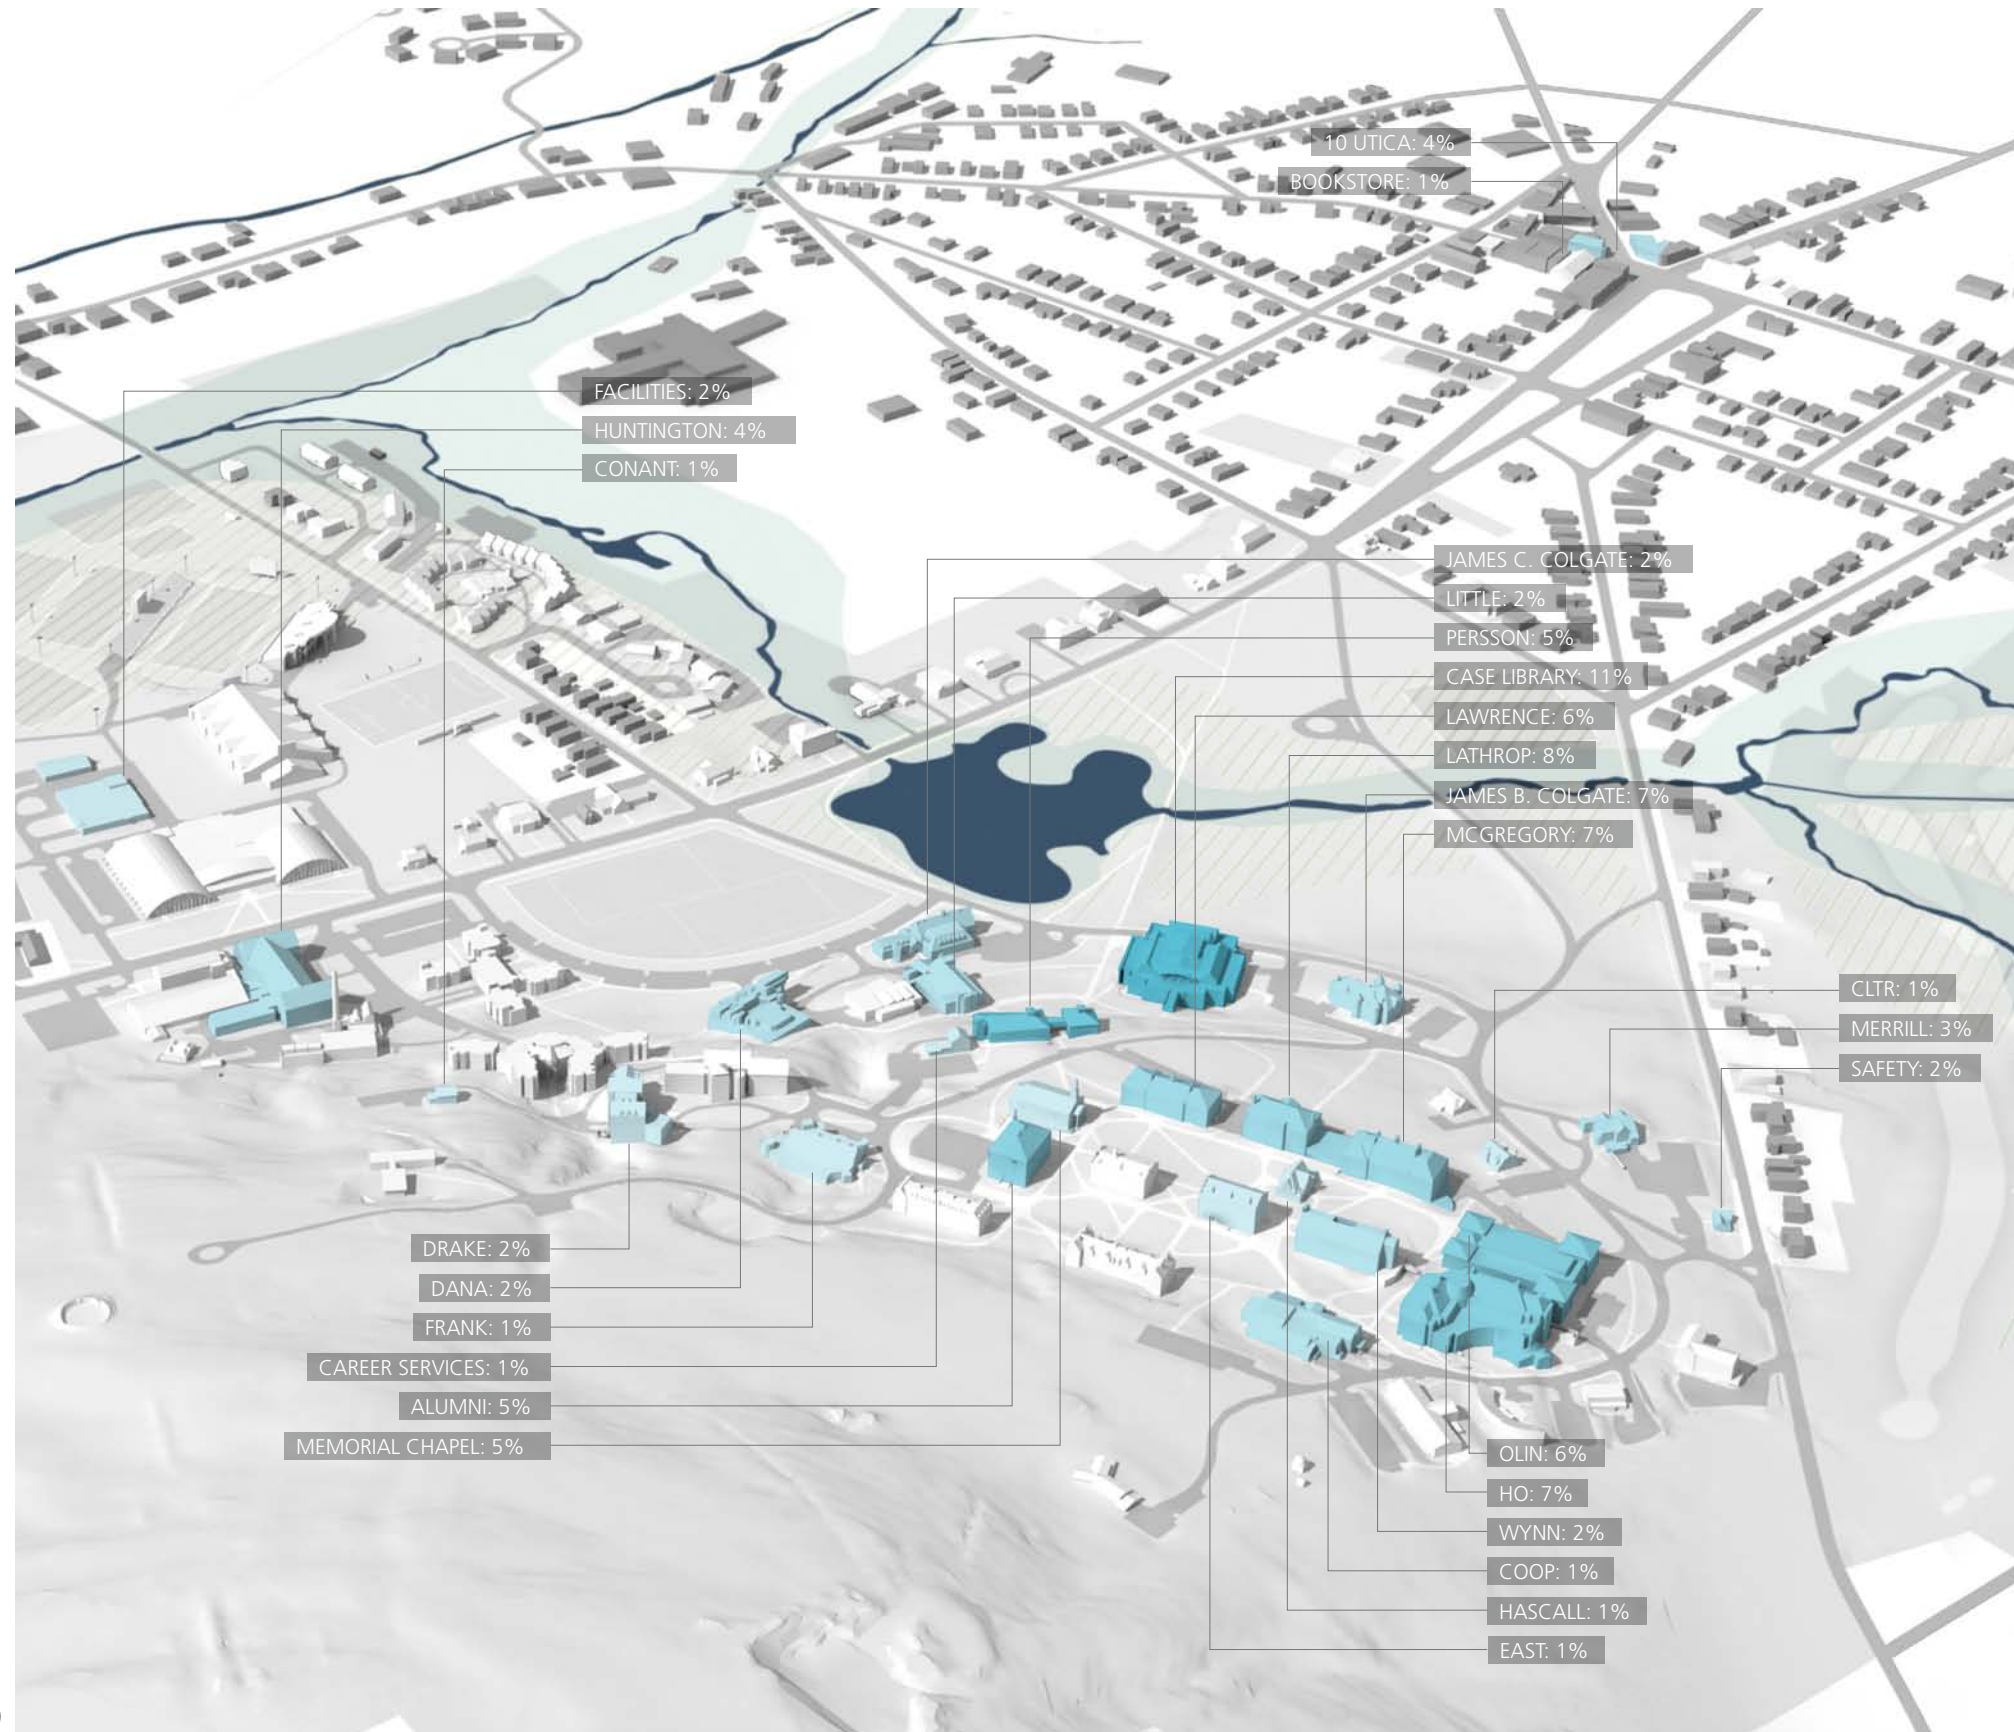 10 UTICA: 4%
BOOKSTORE: 1%
FACILITIES: 2%
HUNTINGTON: 4%
CONANT: 1%
JAMES C. COLGATE: 2%
LITTLE: 2%
PERSSON: 5%
CASE LIBRARY: 11%
LAWRENCE: 6%
LATHROP: 8%
JAMES B. COLGATE: 7%
MCGREGORY: 7%
CLTR: 1%
MERRILL: 3%
SAFETY: 2%
DRAKE: 2%
DANA: 2%
FRANK: 1%
CAREER SERVICES: 1%
ALUMNI: 5%
MEMORIAL CHAPEL: 5%
OLIN: 6%
HO: 7%
WYNN: 2%
COOP: 1%
HASCALL: 1%
EAST: 1%